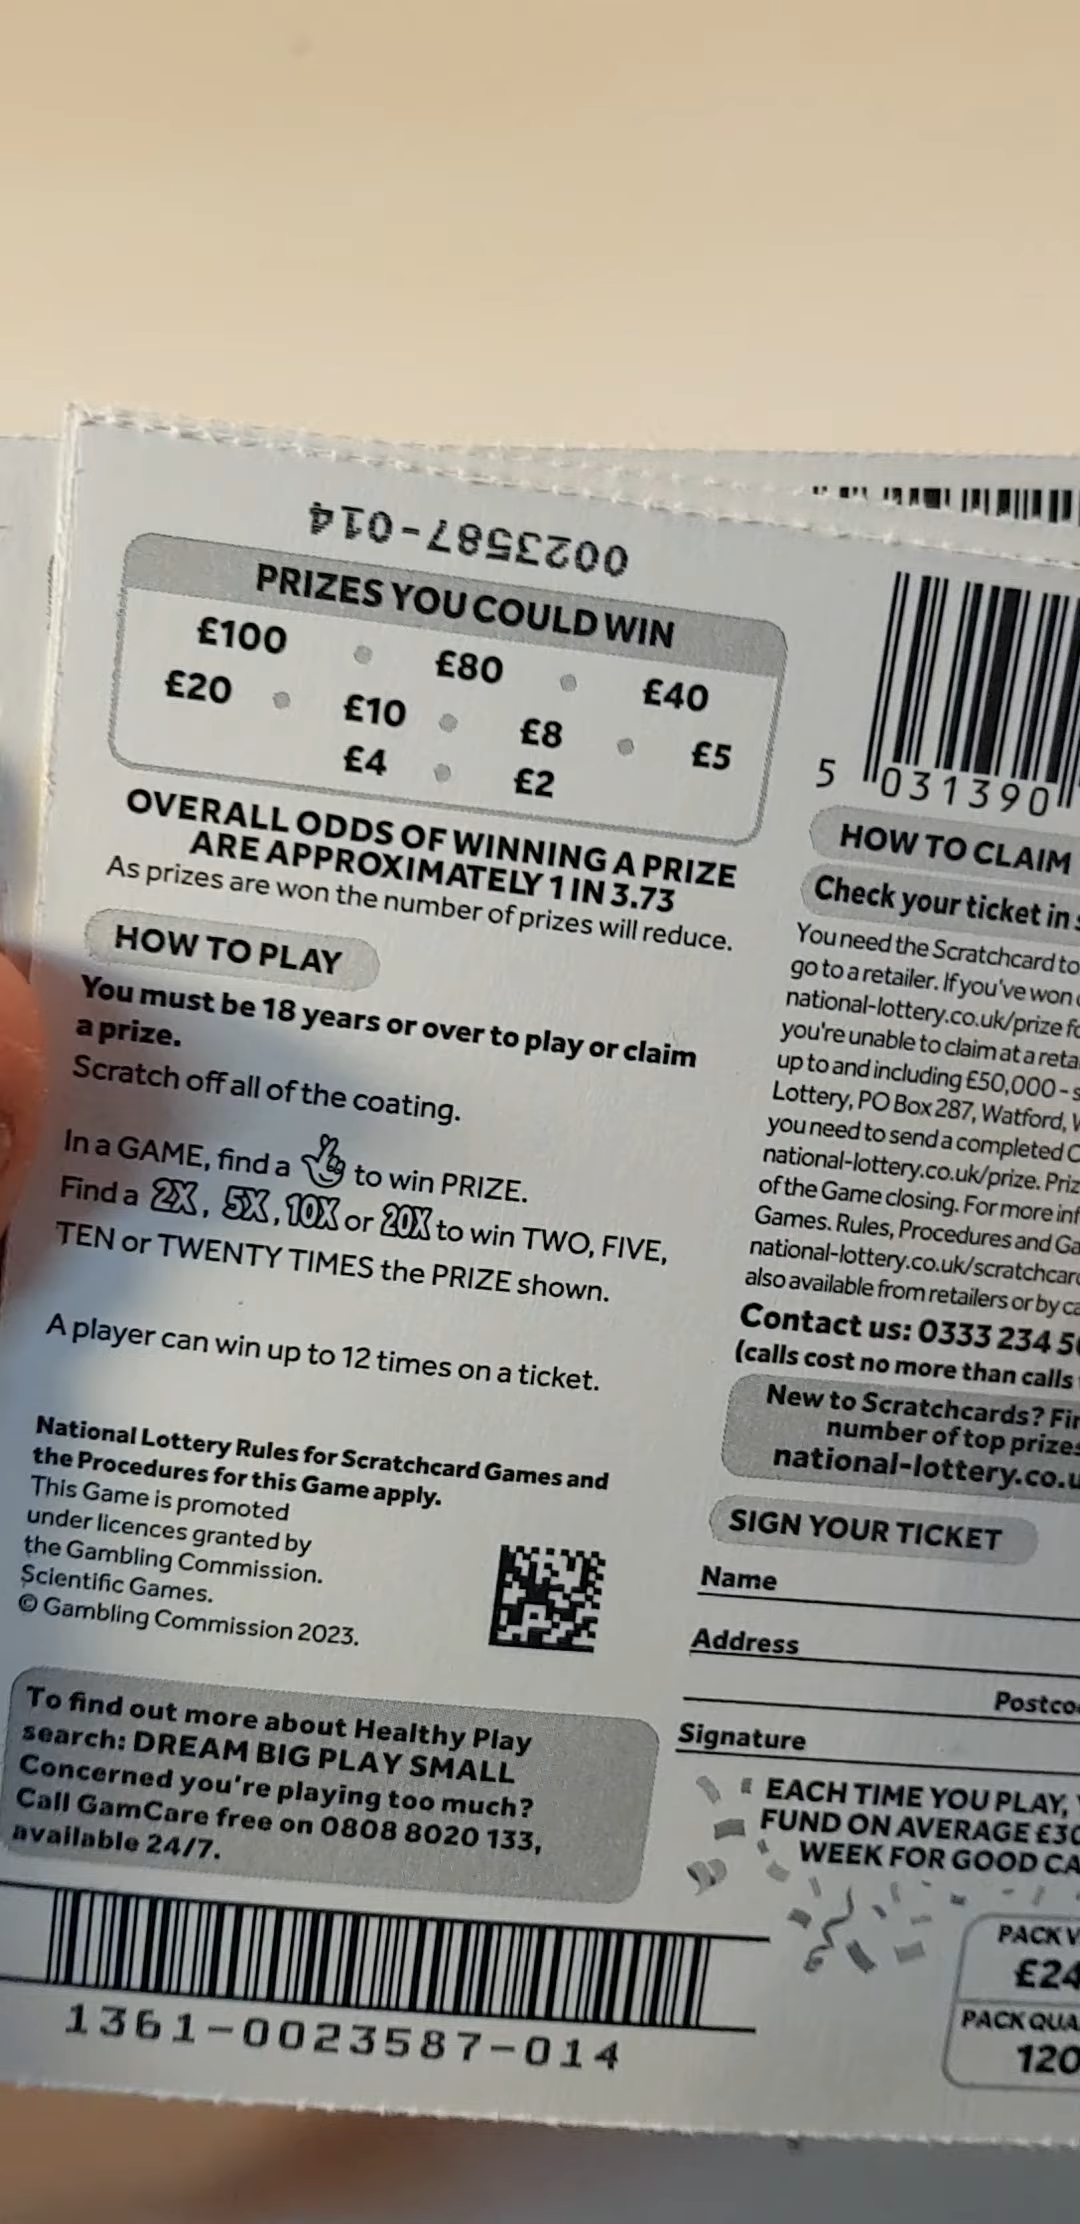 0023587-014
PRIZES YOU COULD WIN
£100 • £80 • £40
£20 • £10 • £8 • £5
£4 • £2
OVERALL ODDS OF WINNING A PRIZE
ARE APPROXIMATELY 1 IN 3.73
As prizes are won the number of prizes will reduce.
HOW TO PLAY
You must be 18 years or over to play or claim
a prize.
Scratch off all of the coating.
In a GAME, find a to win PRIZE.
Find a 2X, 5X, 10X or 20X to win TWO, FIVE,
TEN or TWENTY TIMES the PRIZE shown.
A player can win up to 12 times on a ticket.
National Lottery Rules for Scratchcard Games and
the Procedures for this Game apply.
This Game is promoted
under licences granted by
the Gambling Commission.
Scientific Games.
© Gambling Commission 2023.
To find out more about Healthy Play
search: DREAM BIG PLAY SMALL
Concerned you're playing too much?
Call GamCare free on 0808 8020 133,
available 24/7.
1361-0023587-014
5 031390
HOW TO CLAIM
Check your ticket in
You need the Scratchcard to
go to a retailer. If you've won
national-lottery.co.uk/prize
you're unable to claim at a
up to and including £50,000 -
Lottery, PO Box 287, Watford,
you need to send a completed
national-lottery.co.uk/prize.
of the Game closing. For more
Games. Rules, Procedures and
national-lottery.co.uk/
also available from retailers or by
Contact us: 0333 234
(calls cost no more than calls
New to Scratchcards?
number of top
national-lottery.co.
SIGN YOUR TICKET
Name
Address
Signature
EACH TIME YOU PLAY,
FUND ON AVERAGE
WEEK FOR GOOD
PACK
£24
PACK
120